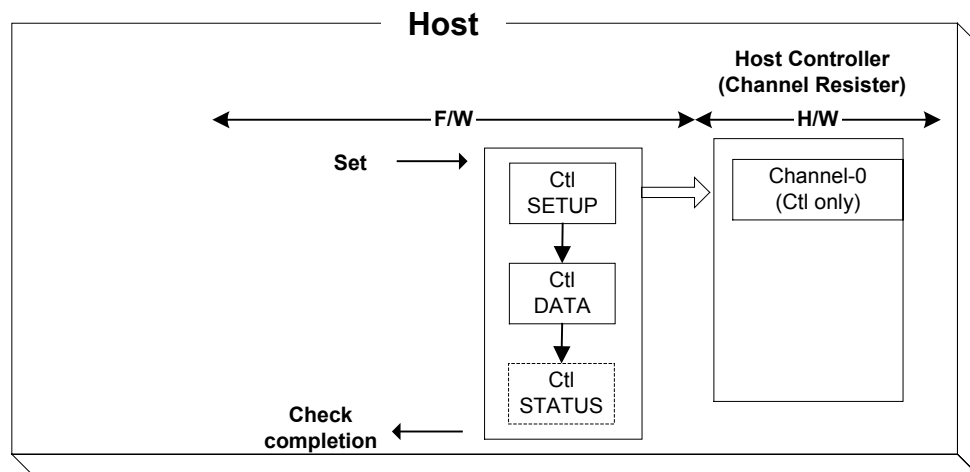 Host
Host Controller
(Channel Resister)
F/W
H/W
Set
Ctl
SETUP
Channel-0
(Ctl only)
Ctl
DATA
Ctl
STATUS
Check
completion